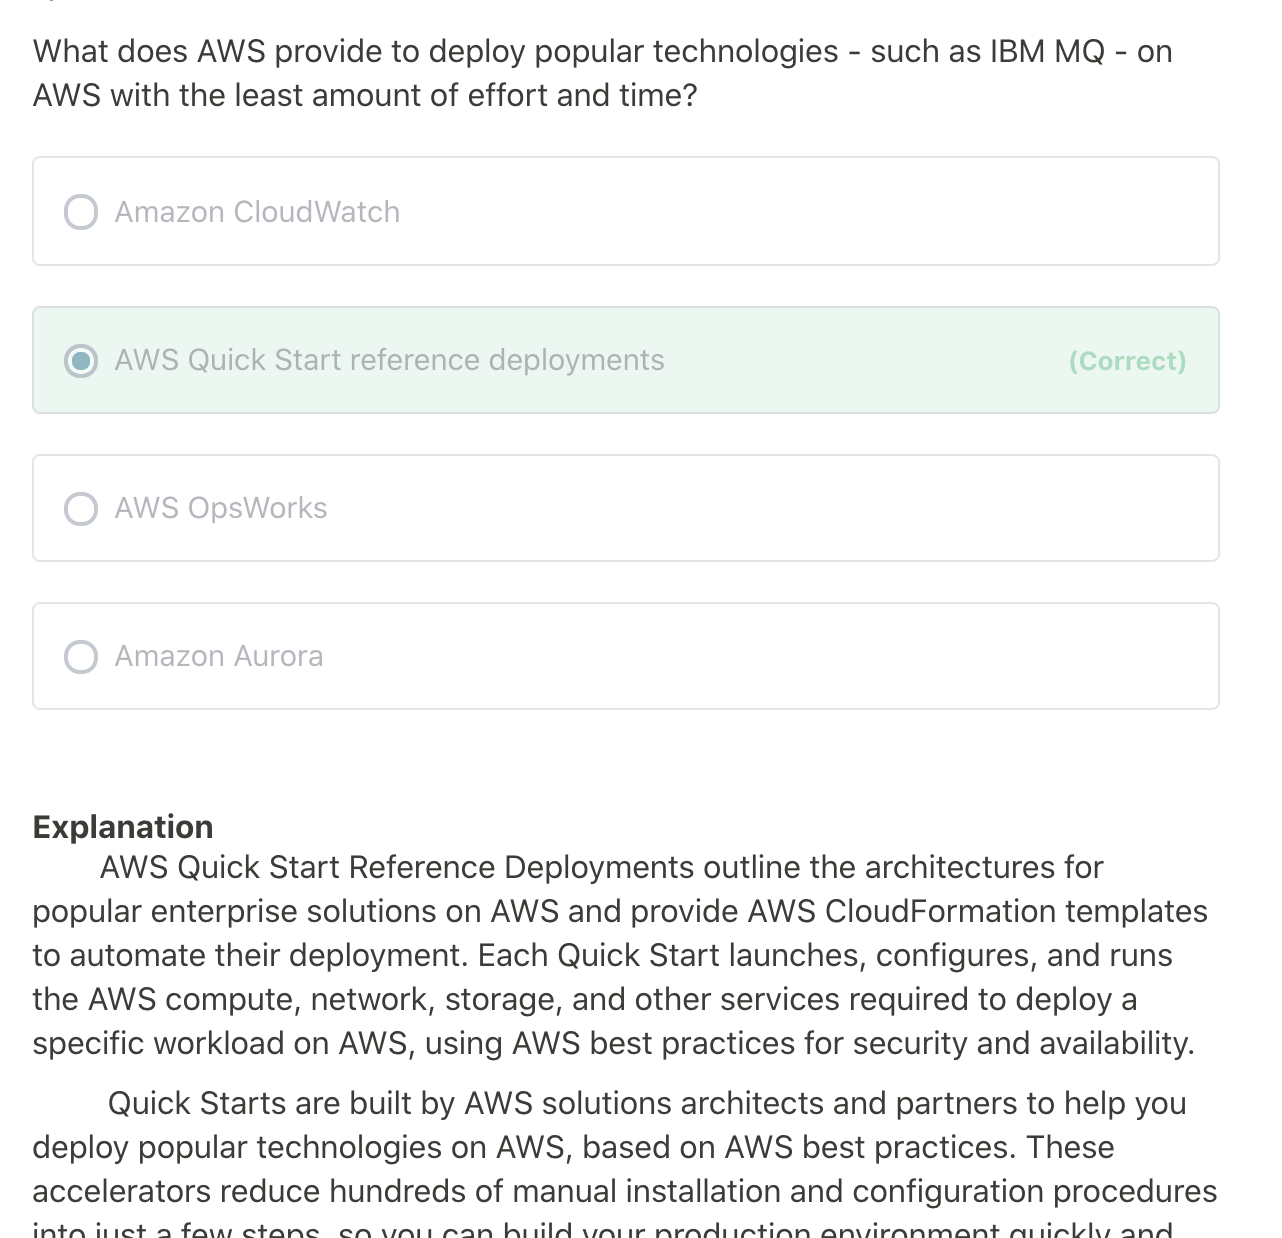 What does AWS provide to deploy popular technologies - such as IBM MQ - on
AWS with the least amount of effort and time?
Amazon CloudWatch
AWS Quick Start reference deployments (Correct)
AWS OpsWorks
Amazon Aurora
Explanation
AWS Quick Start Reference Deployments outline the architectures for
popular enterprise solutions on AWS and provide AWS CloudFormation templates
to automate their deployment. Each Quick Start launches, configures, and runs
the AWS compute, network, storage, and other services required to deploy a
specific workload on AWS, using AWS best practices for security and availability.
Quick Starts are built by AWS solutions architects and partners to help you
deploy popular technologies on AWS, based on AWS best practices. These
accelerators reduce hundreds of manual installation and configuration procedures
into just a few steps, so you can build your production environment quickly and